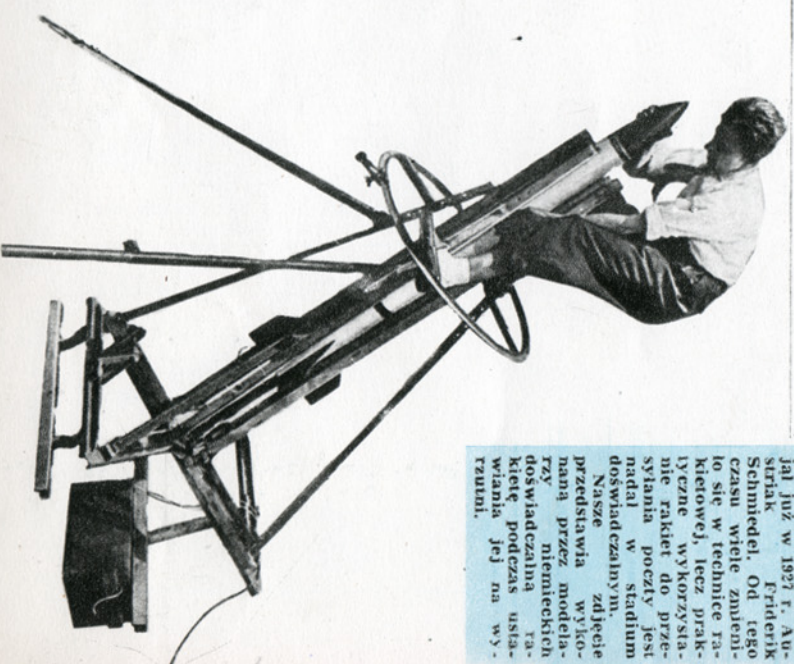 jał już w 1927 r. Au-
striak Friderik
Schmiedel. Od tego
czasu wiele zmieni-
ło się w technice ra-
kietowej, lecz prak-
tyczne wykorzysta-
nie rakiet do prze-
syłania poczty jest
nadal w stadium
doświadczalnym.
Nasze zdjęcie
przedstawia wyko-
naną przez modela-
rzy niemieckich
doświadczalną ra-
kietę podczas usta-
wiania jej na wy-
rzutni.